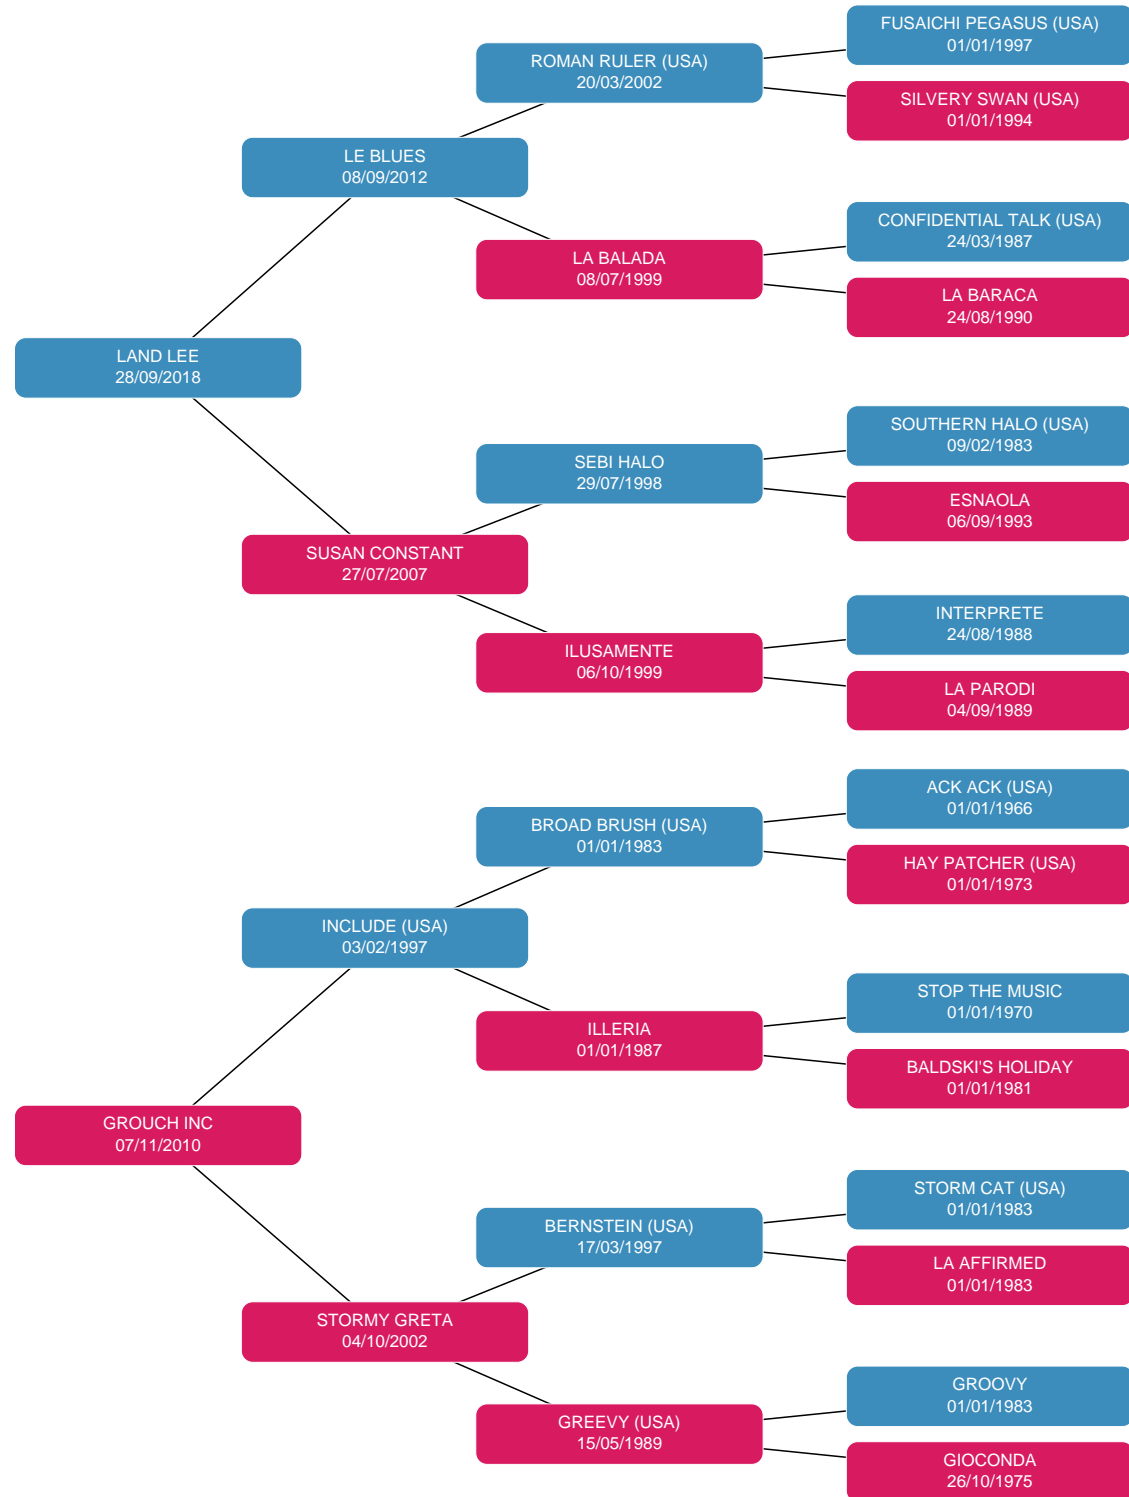 FUSAICHI PEGASUS (USA)
01/01/1997
ROMAN RULER (USA)
20/03/2002
SILVERY SWAN (USA)
01/01/1994
LE BLUES
08/09/2012
CONFIDENTIAL TALK (USA)
24/03/1987
LA BALADA
08/07/1999
LA BARACA
24/08/1990
LAND LEE
28/09/2018
SOUTHERN HALO (USA)
09/02/1983
SEBI HALO
29/07/1998
ESNAOLA
06/09/1993
SUSAN CONSTANT
27/07/2007
INTERPRETE
24/08/1988
ILUSAMENTE
06/10/1999
LA PARODI
04/09/1989
ACK ACK (USA)
01/01/1966
BROAD BRUSH (USA)
01/01/1983
HAY PATCHER (USA)
01/01/1973
INCLUDE (USA)
03/02/1997
STOP THE MUSIC
01/01/1970
ILLERIA
01/01/1987
BALDSKI'S HOLIDAY
01/01/1981
GROUCH INC
07/11/2010
STORM CAT (USA)
01/01/1983
BERNSTEIN (USA)
17/03/1997
LA AFFIRMED
01/01/1983
STORMY GRETA
04/10/2002
GROOVY
01/01/1983
GREEVY (USA)
15/05/1989
GIOCONDA
26/10/1975